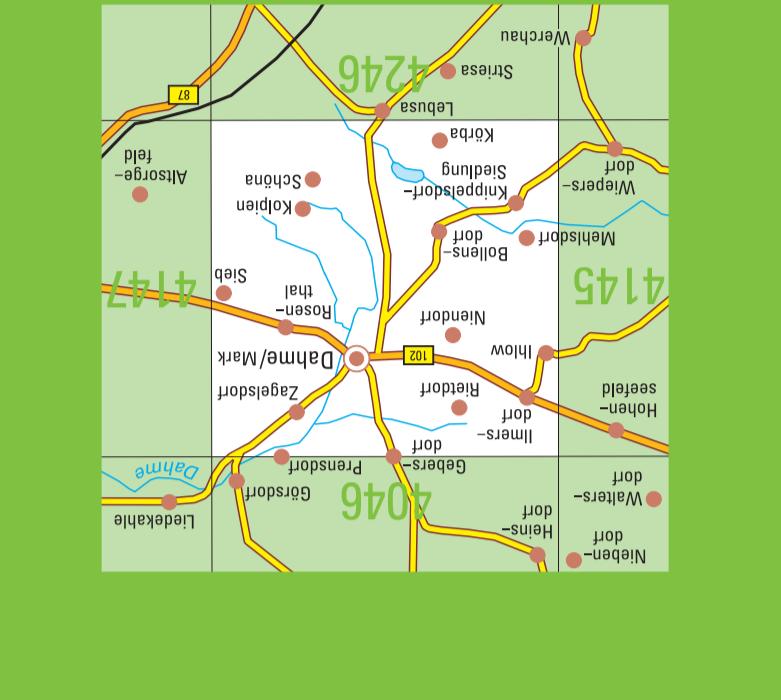 Nieben-
dorf
Heins-
dorf
Walters-
dorf
4046
Görsdorf
Liedekahle
Gebers-
dorf
Prensdorf
Dahme
Ilmers-
dorf
Hohen-
seefeld
Rietdorf
Zagelsdorf
Ihlow
102
Dahme/Mark
Niendorf
Rosen-
thal
4145
4147
Sieb
Bollens-
dorf
Mehlsdorf
Kolpien
Wiepers-
dorf
Knippelsdorf-
Siedlung
Schöna
Altsorge-
feld
Körba
Lebusa
87
Striesa
4246
Werchau